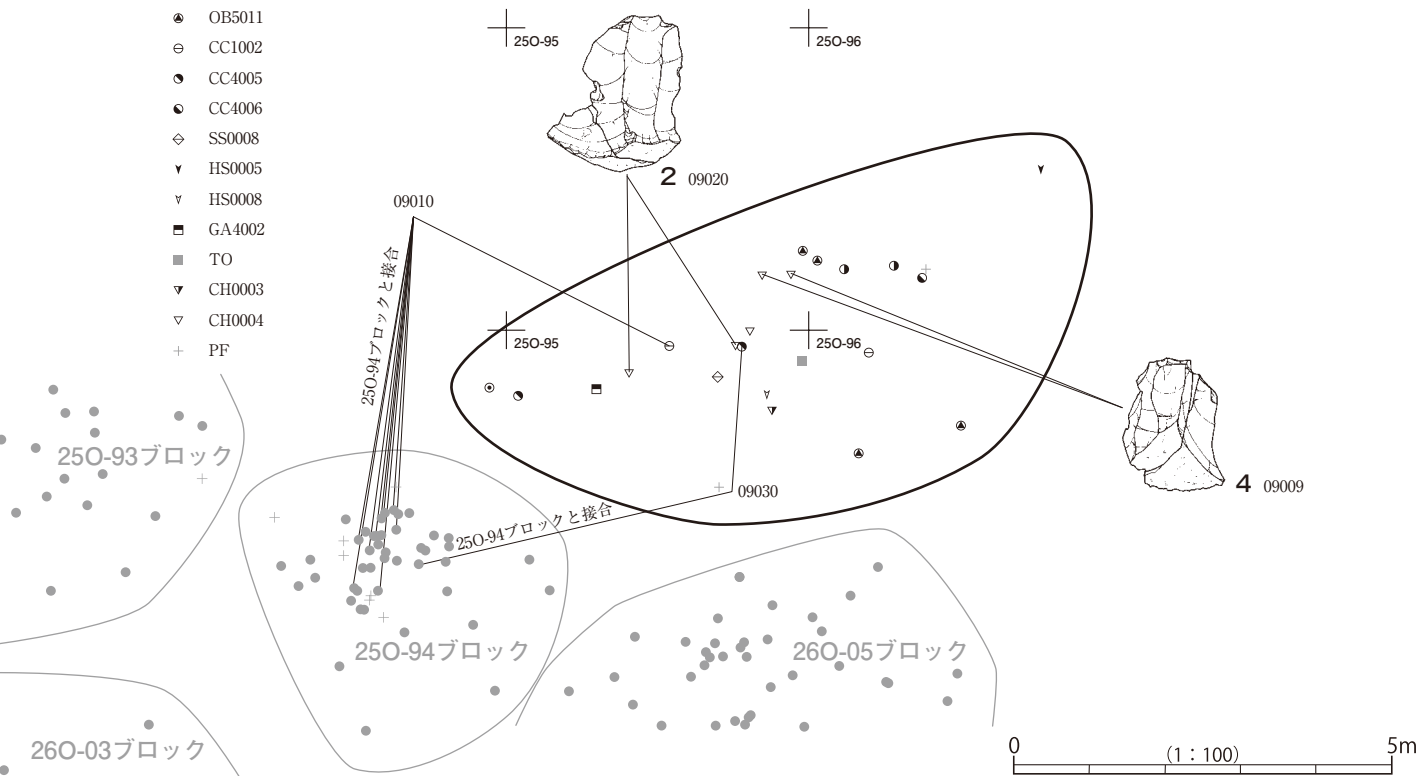 OB5011
CC1002
CC4005
CC4006
SS0008
HS0005
HS0008
GA4002
TO
CH0003
CH0004
PF
25O-95
25O-96
2 09020
09010
25O-94ブロックと接合
25O-95
25O-96
4 09009
09030
25O-94ブロックと接合
25O-93ブロック
25O-94ブロック
26O-05ブロック
26O-03ブロック
0 (1：100) 5m